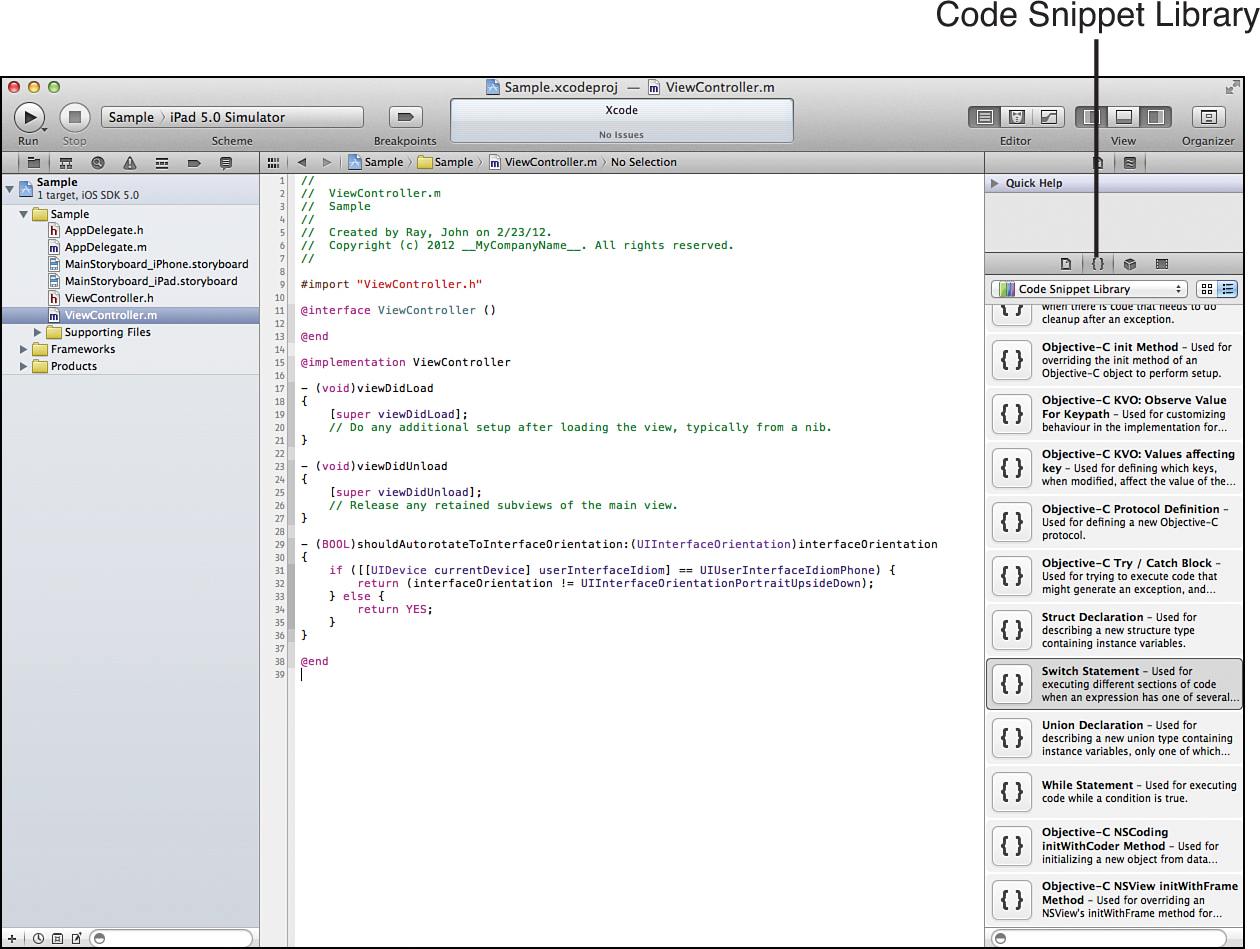 Code Snippet Library
Sample.xcodeproj — ViewController.m
Run
Stop
Sample 〉 iPad 5.0 Simulator
Scheme
Breakpoints
Xcode
No Issues
Editor
View
Organizer
Sample 〉 Sample 〉 ViewController.m 〉 No Selection
Sample
1 target, iOS SDK 5.0
Sample
AppDelegate.h
AppDelegate.m
MainStoryboard_iPhone.storyboard
MainStoryboard_iPad.storyboard
ViewController.h
ViewController.m
Supporting Files
Frameworks
Products
1 //
2 //  ViewController.m
3 //  Sample
4 //
5 //  Created by Ray, John on 2/23/12.
6 //  Copyright (c) 2012 __MyCompanyName__. All rights reserved.
7 //
8
9 #import "ViewController.h"
10
11 @interface ViewController ()
12
13 @end
14
15 @implementation ViewController
16
17 - (void)viewDidLoad
18 {
19     [super viewDidLoad];
20     // Do any additional setup after loading the view, typically from a nib.
21 }
22
23 - (void)viewDidUnload
24 {
25     [super viewDidUnload];
26     // Release any retained subviews of the main view.
27 }
28
29 - (BOOL)shouldAutorotateToInterfaceOrientation:(UIInterfaceOrientation)interfaceOrientation
30 {
31     if ([[UIDevice currentDevice] userInterfaceIdiom] == UIUserInterfaceIdiomPhone) {
32         return (interfaceOrientation != UIInterfaceOrientationPortraitUpsideDown);
33     } else {
34         return YES;
35     }
36 }
37
38 @end
39
Quick Help
Code Snippet Library
when there is code that needs to do
cleanup after an exception.
Objective-C init Method – Used for
overriding the init method of an
Objective-C object to perform setup.
Objective-C KVO: Observe Value
For Keypath – Used for customizing
behaviour in the implementation for...
Objective-C KVO: Values affecting
key – Used for defining which keys,
when modified, affect the value of the...
Objective-C Protocol Definition –
Used for defining a new Objective-C
protocol.
Objective-C Try / Catch Block –
Used for trying to execute code that
might generate an exception, and...
Struct Declaration – Used for
describing a new structure type
containing instance variables.
Switch Statement – Used for
executing different sections of code
when an expression has one of several...
Union Declaration – Used for
describing a new union type containing
instance variables, only one of which...
While Statement – Used for executing
code while a condition is true.
Objective-C NSCoding
initWithCoder Method – Used for
initializing a new object from data...
Objective-C NSView initWithFrame
Method – Used for overriding an
NSView's initWithFrame method for...